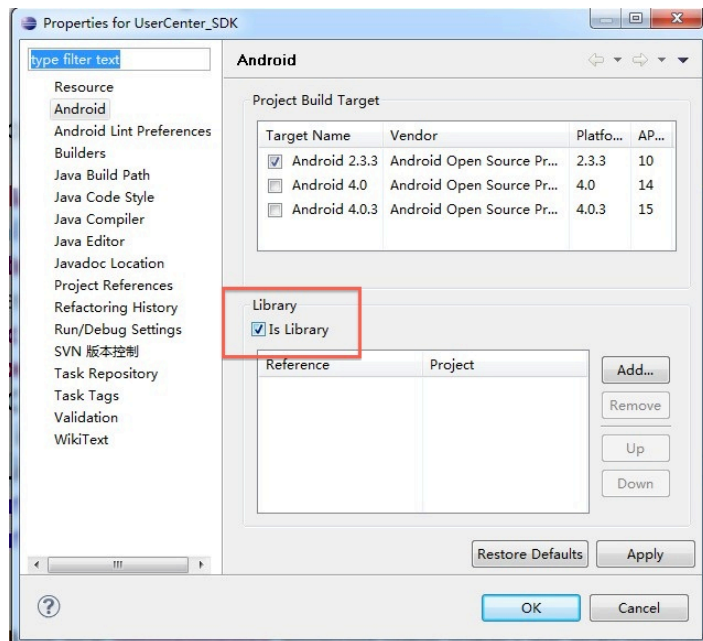 Properties for UserCenter_SDK
type filter text
Resource
Android
Android Lint Preferences
Builders
Java Build Path
Java Code Style
Java Compiler
Java Editor
Javadoc Location
Project References
Refactoring History
Run/Debug Settings
SVN 版本控制
Task Repository
Task Tags
Validation
WikiText
Android
Project Build Target
Target Name Vendor Platfo... AP...
Android 2.3.3 Android Open Source Pr... 2.3.3 10
Android 4.0 Android Open Source Pr... 4.0 14
Android 4.0.3 Android Open Source Pr... 4.0.3 15
Library
Is Library
Reference Project
Add...
Remove
Up
Down
Restore Defaults Apply
OK Cancel